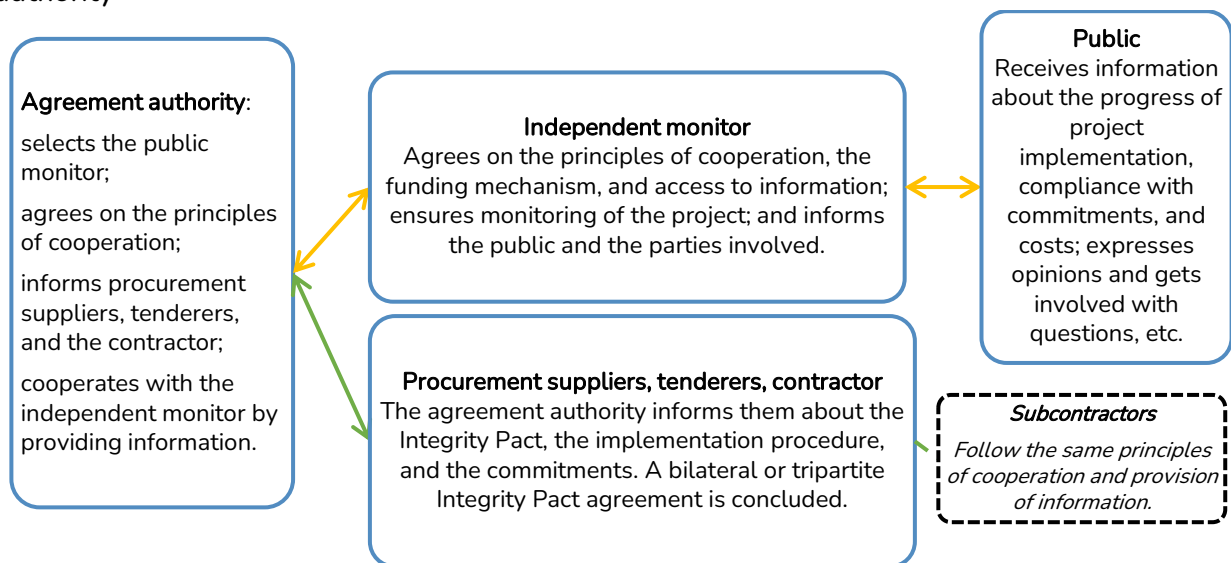 authority
Agreement authority:
selects the public
monitor;
agrees on the principles
of cooperation;
informs procurement
suppliers, tenderers,
and the contractor;
cooperates with the
independent monitor by
providing information.
Independent monitor
Agrees on the principles of cooperation, the
funding mechanism, and access to information;
ensures monitoring of the project; and informs
the public and the parties involved.
Public
Receives information
about the progress of
project
implementation,
compliance with
commitments, and
costs; expresses
opinions and gets
involved with
questions, etc.
Procurement suppliers, tenderers, contractor
The agreement authority informs them about the
Integrity Pact, the implementation procedure,
and the commitments. A bilateral or tripartite
Integrity Pact agreement is concluded.
Subcontractors
Follow the same principles
of cooperation and provision
of information.